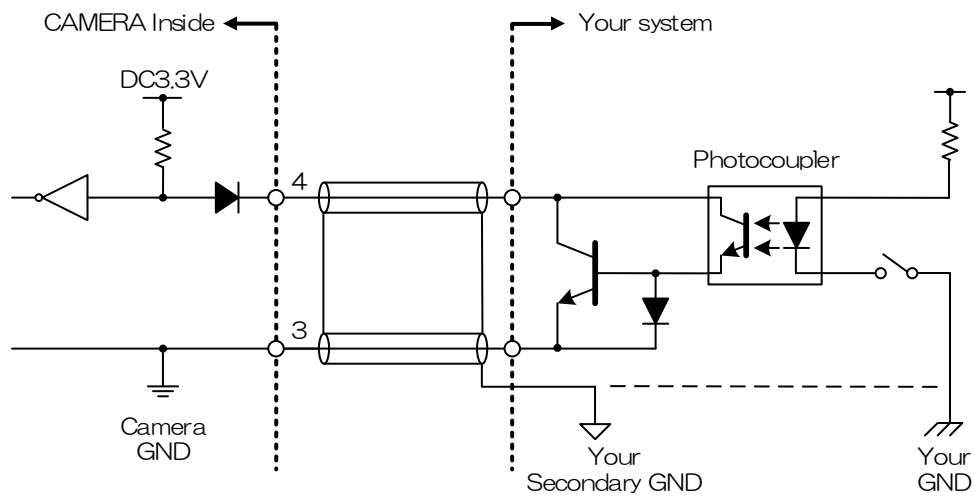 CAMERA Inside
Your system
DC3.3V
Photocoupler
4
3
Camera
GND
Your
Secondary GND
Your
GND